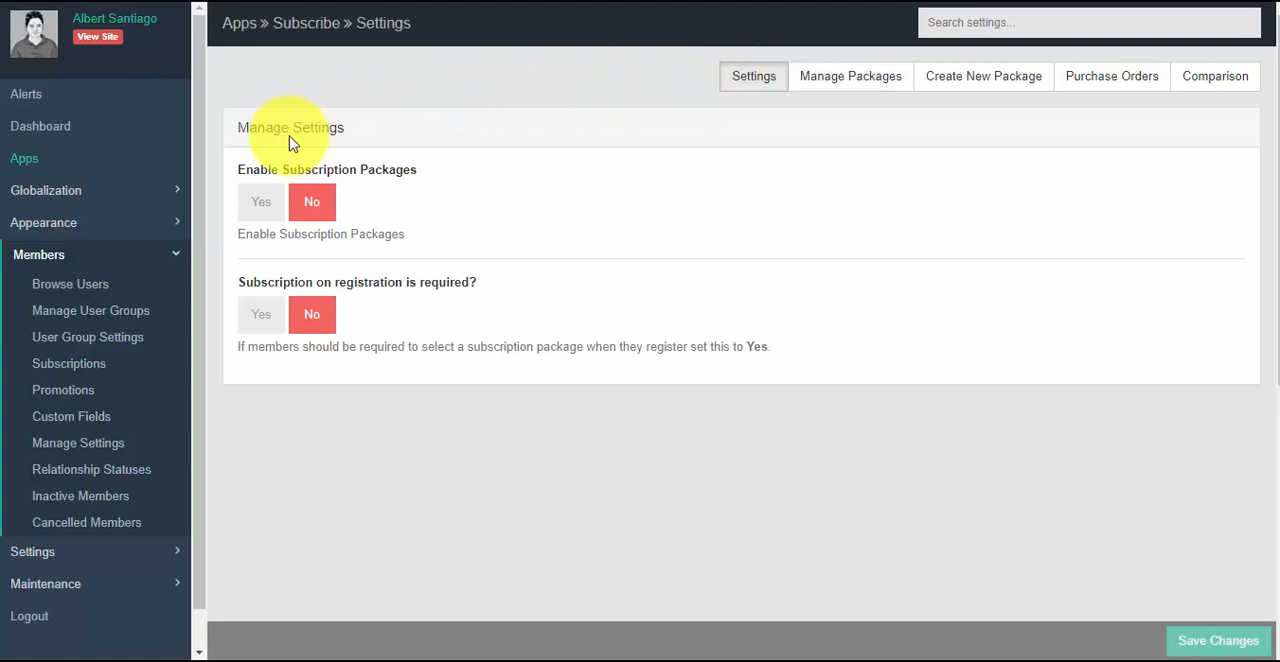 Albert Santiago
View Site
Alerts
Dashboard
Apps
Globalization
Appearance
Members
Browse Users
Manage User Groups
User Group Settings
Subscriptions
Promotions
Custom Fields
Manage Settings
Relationship Statuses
Inactive Members
Cancelled Members
Settings
Maintenance
Logout
Apps » Subscribe » Settings
Search settings...
Settings Manage Packages Create New Package Purchase Orders Comparison
Manage Settings
Enable Subscription Packages
Yes No
Enable Subscription Packages
Subscription on registration is required?
Yes No
If members should be required to select a subscription package when they register set this to Yes.
Save Changes